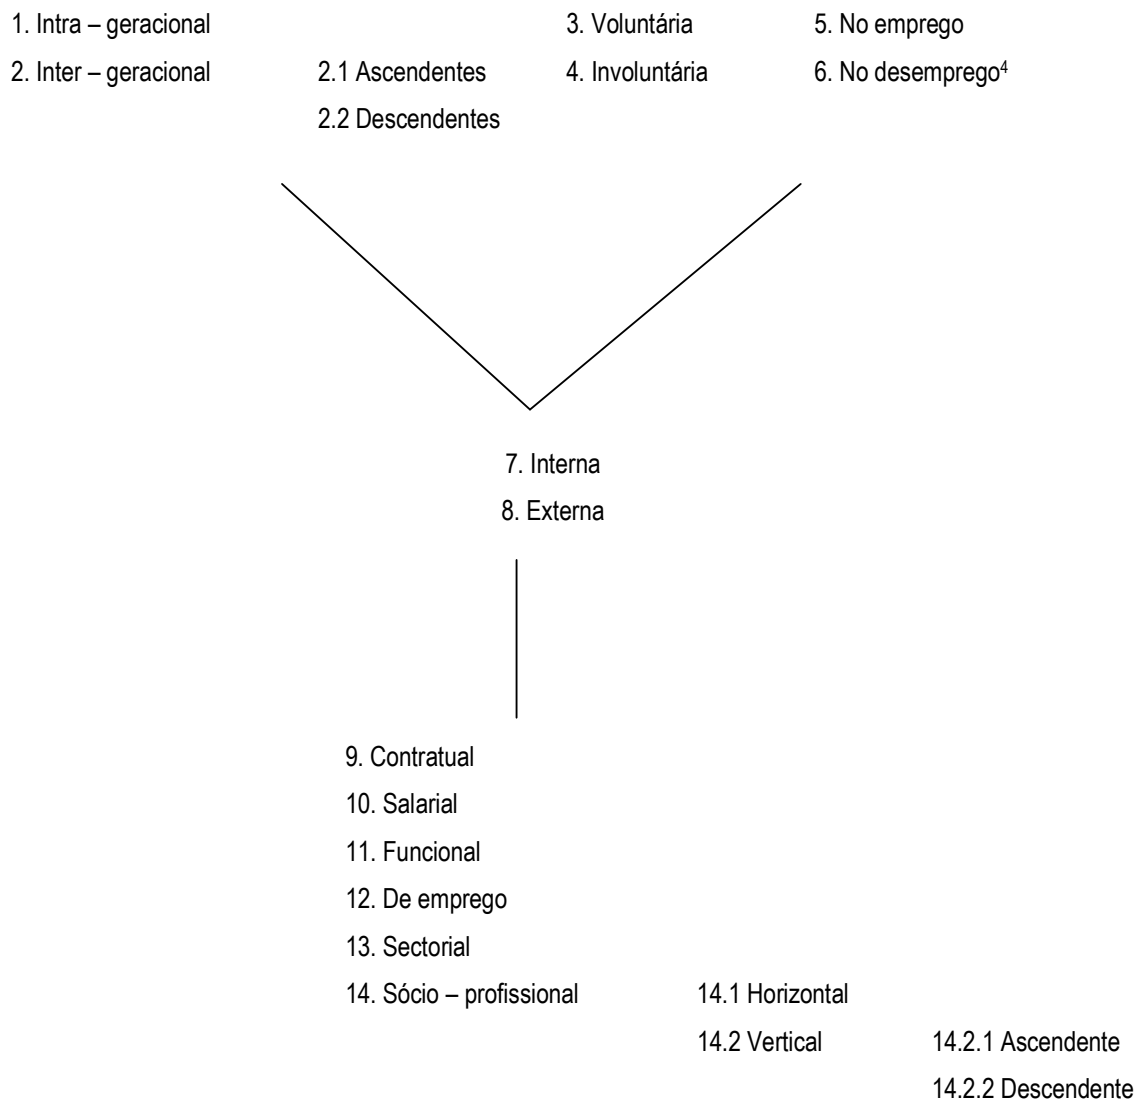 1. Intra – geracional 3. Voluntária 5. No emprego
2. Inter – geracional 2.1 Ascendentes 4. Involuntária 6. No desemprego⁴
2.2 Descendentes
7. Interna
8. Externa
9. Contratual
10. Salarial
11. Funcional
12. De emprego
13. Sectorial
14. Sócio – profissional 14.1 Horizontal
14.2 Vertical 14.2.1 Ascendente
14.2.2 Descendente